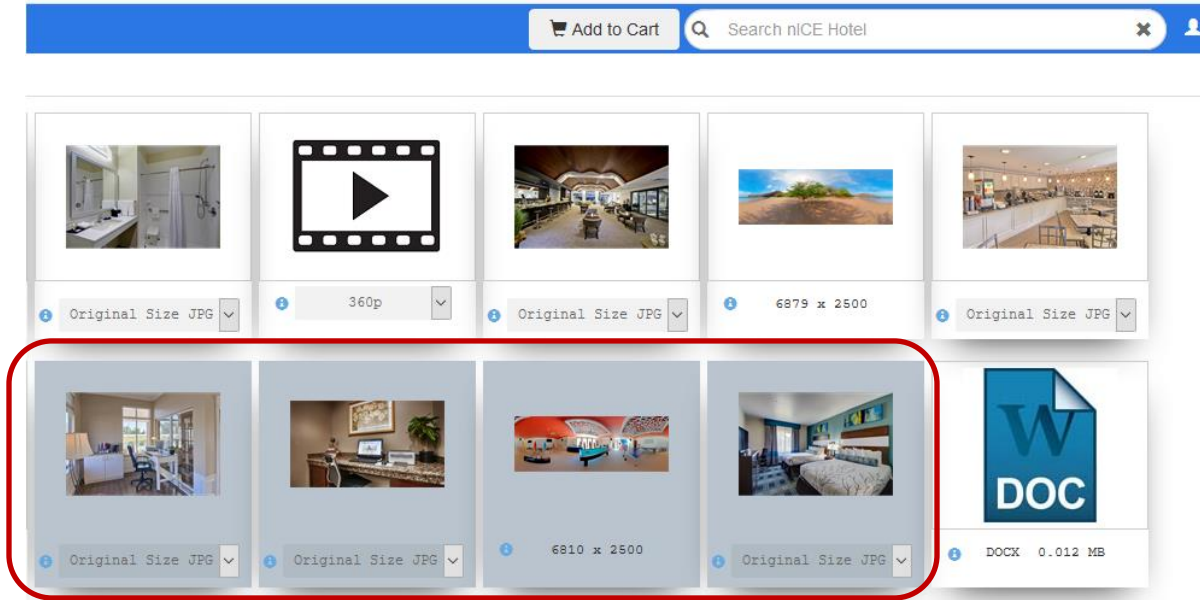 Add to Cart
Search nICE Hotel
Original Size JPG
360p
Original Size JPG
6879 x 2500
Original Size JPG
W
DOC
Original Size JPG
Original Size JPG
6810 x 2500
Original Size JPG
DOCX 0.012 MB